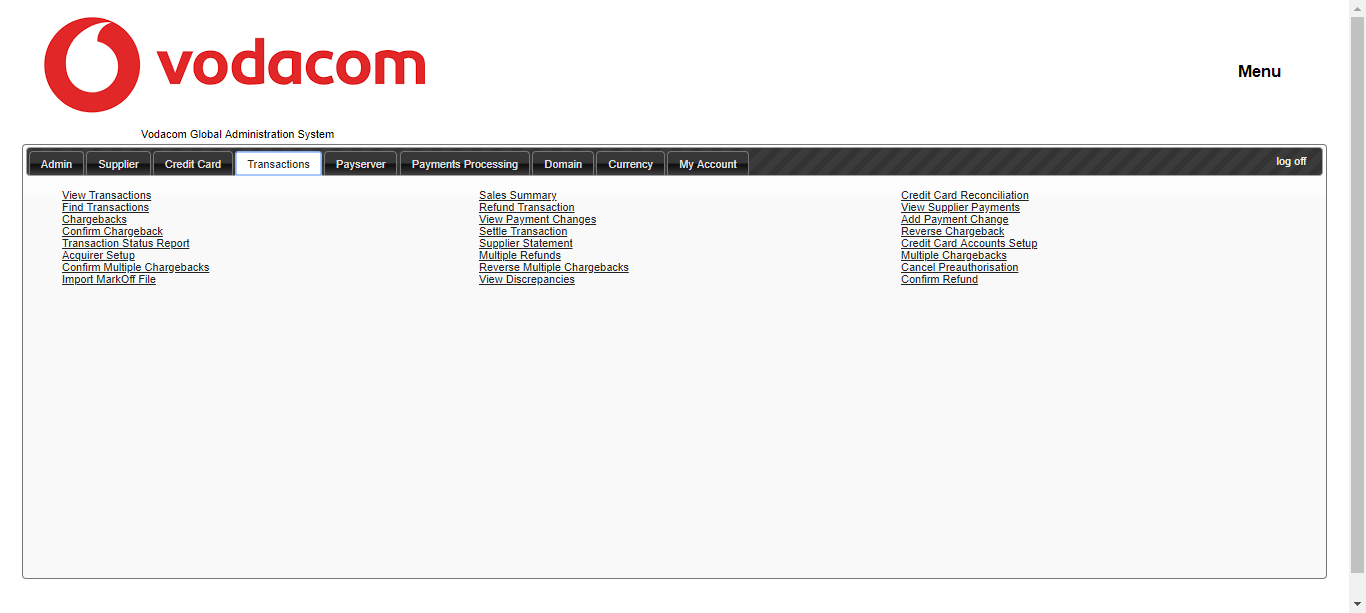 vodacom
Menu
Vodacom Global Administration System
Admin Supplier Credit Card Transactions Payserver Payments Processing Domain Currency My Account log off
View Transactions Sales Summary Credit Card Reconciliation
Find Transactions Refund Transaction View Supplier Payments
Chargebacks View Payment Changes Add Payment Change
Confirm Chargeback Settle Transaction Reverse Chargeback
Transaction Status Report Supplier Statement Credit Card Accounts Setup
Acquirer Setup Multiple Refunds Multiple Chargebacks
Confirm Multiple Chargebacks Reverse Multiple Chargebacks Cancel Preauthorisation
Import MarkOff File View Discrepancies Confirm Refund